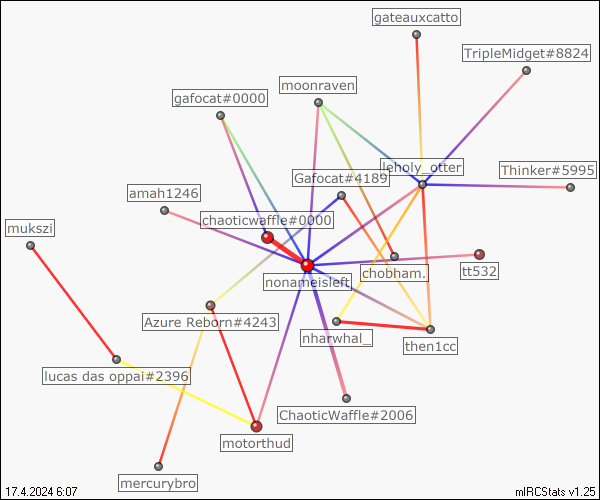 gateauxcatto
TripleMidget#8824
moonraven
gafocat#0000
leholy_otter
Thinker#5995
Gafocat#4189
amah1246
chaoticwaffle#0000
mukszi
chobham.
tt532
nonameisleft
Azure Reborn#4243
nharwhal_
then1cc
lucas das oppai#2396
ChaoticWaffle#2006
motorthud
mercurybro
17.4.2024 6:07
mIRCStats v1.25